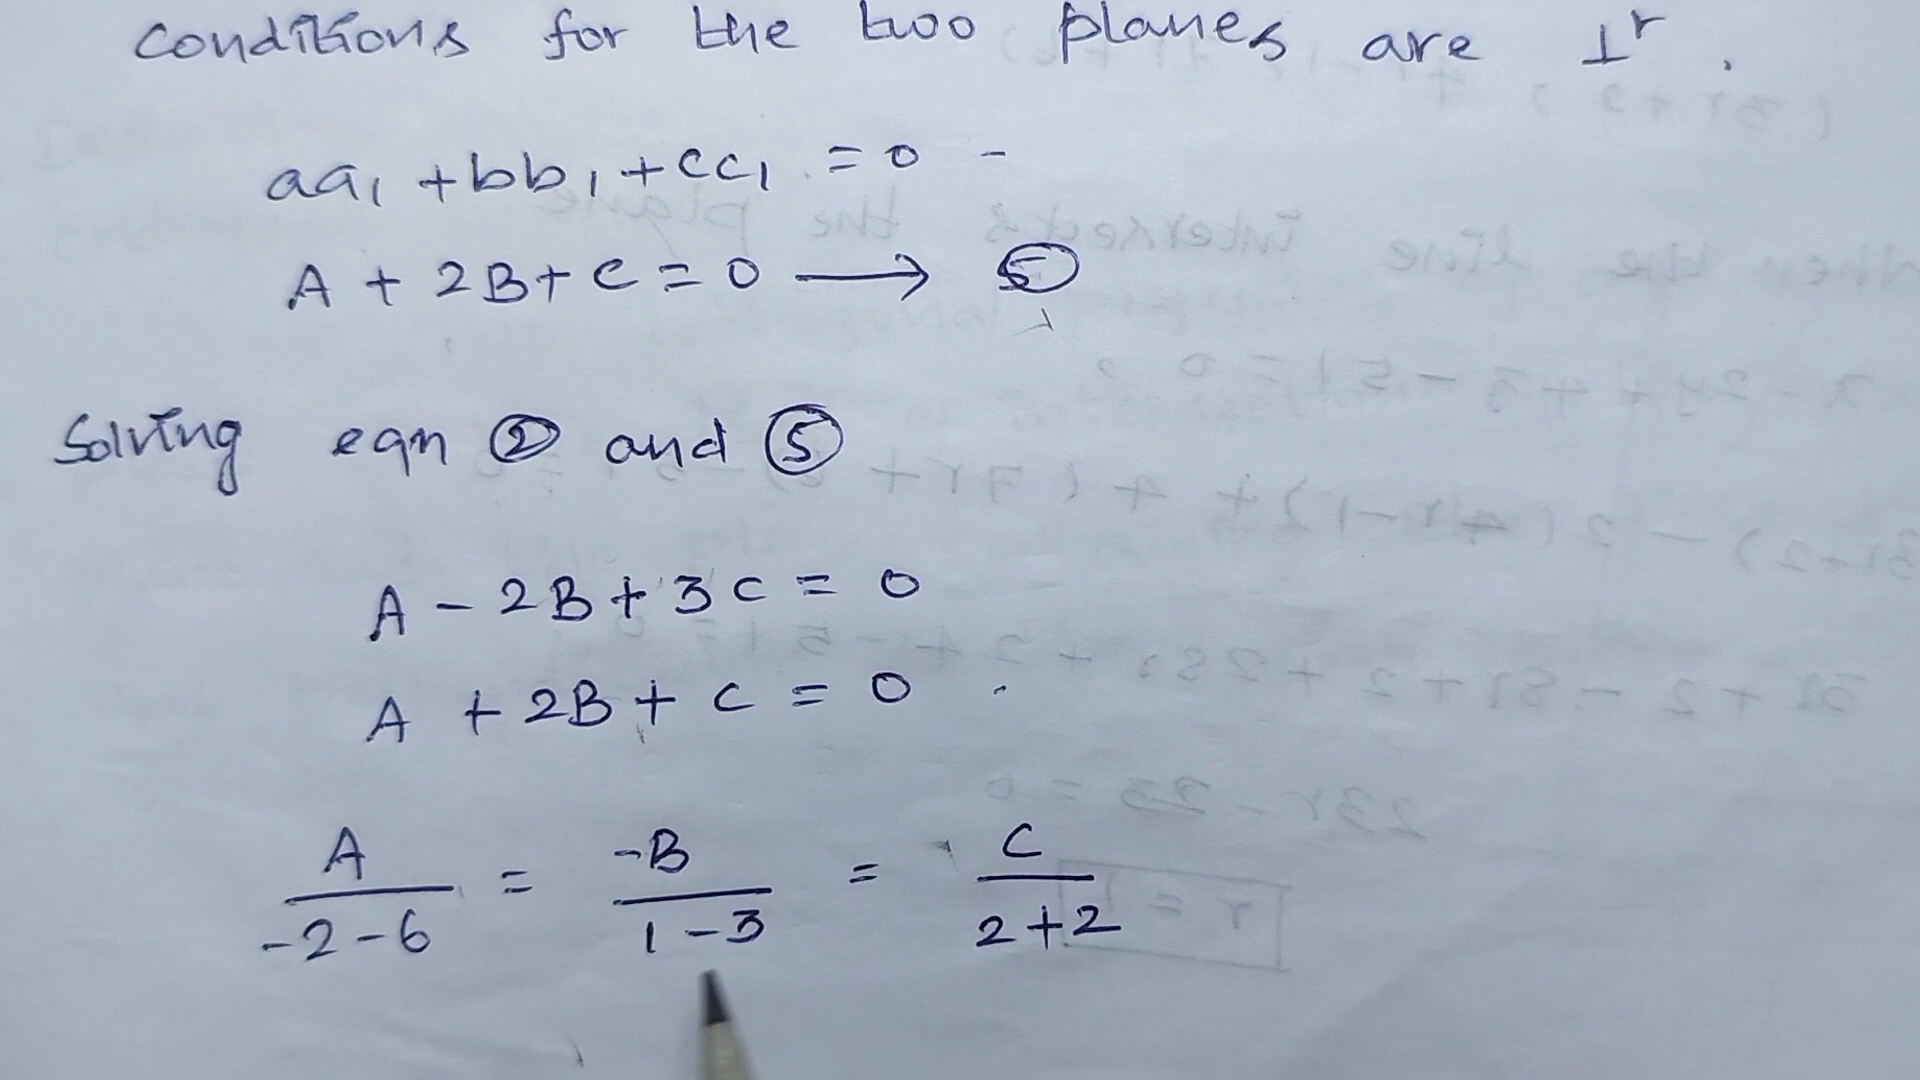 conditions for the two planes are ⊥r.
aa₁ + bb₁ + cc₁ = 0 -
A + 2B + C = 0 → ⑤
Solving eqn ② and ⑤
A - 2B + 3C = 0
A + 2B + C = 0 .
A/(-2-6) = -B/(1-3) = C/(2+2)